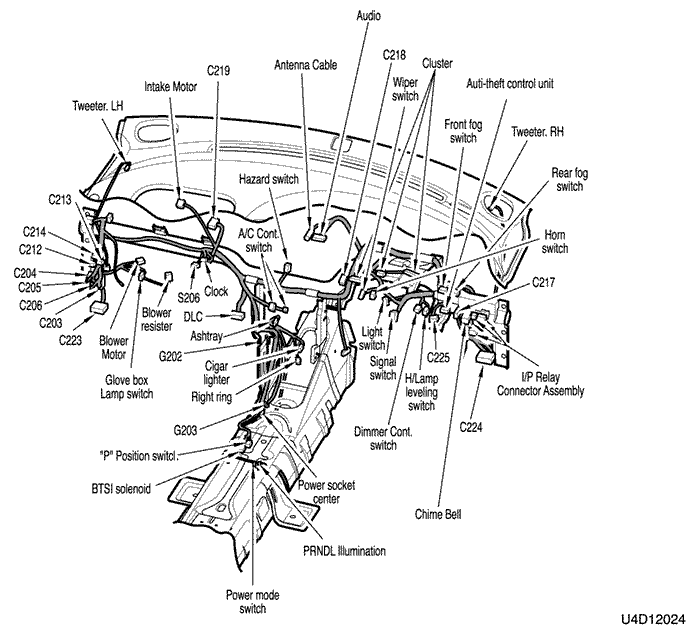 Audio
C218
Cluster
Antenna Cable
C219
Wiper
switch
Anti-theft control unit
Intake Motor
Tweeter. LH
Front fog
switch
Tweeter. RH
Rear fog
switch
Hazard switch
C213
A/C Cont.
switch
Horn
switch
C214
C212
C204
C205
C206
C203
C223
Blower
Motor
Glove box
Lamp switch
Blower
resister
S206
Clock
DLC
Ashtray
G202
Cigar
lighter
Right ring
C217
Light
switch
Signal
switch
C225
H/Lamp
leveling
switch
I/P Relay
Connector Assembly
C224
Dimmer Cont.
switch
G203
"P" Position switcl.
BTSI solenoid
Power socket
center
Chime Bell
PRNDL Illumination
Power mode
switch
U4D12024